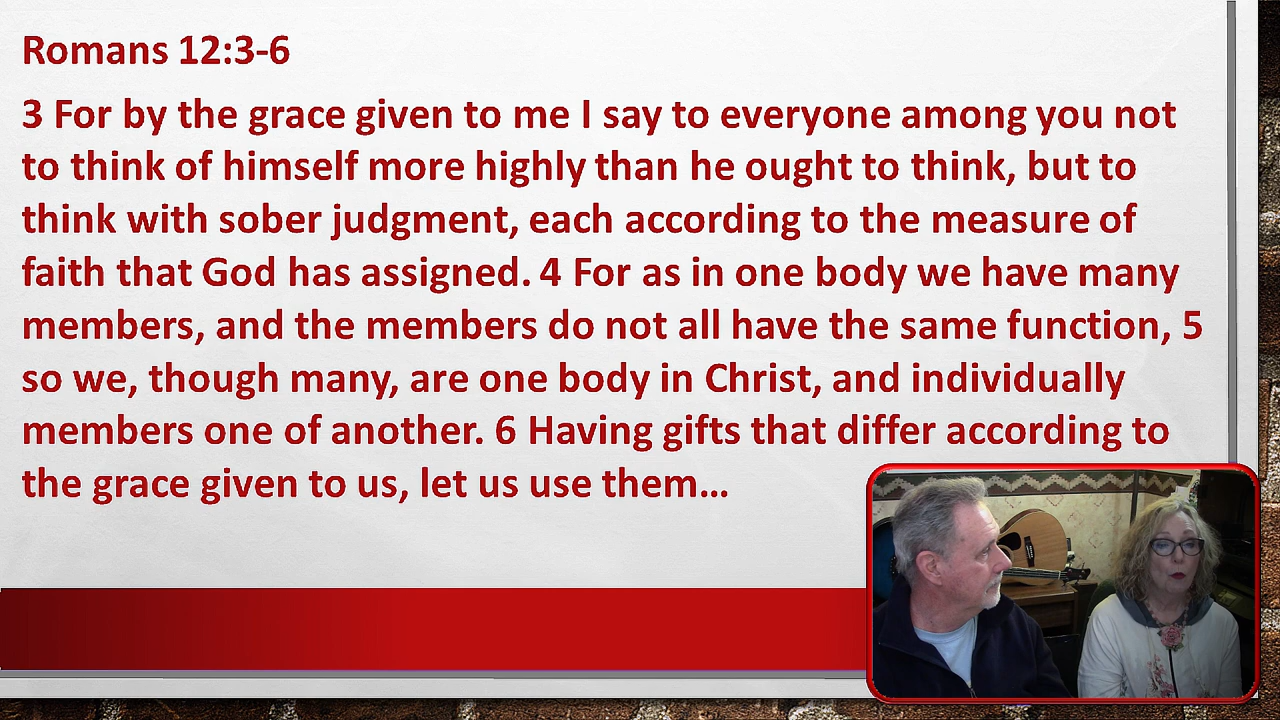 Romans 12:3-6
3 For by the grace given to me I say to everyone among you not
to think of himself more highly than he ought to think, but to
think with sober judgment, each according to the measure of
faith that God has assigned. 4 For as in one body we have many
members, and the members do not all have the same function, 5
so we, though many, are one body in Christ, and individually
members one of another. 6 Having gifts that differ according to
the grace given to us, let us use them…